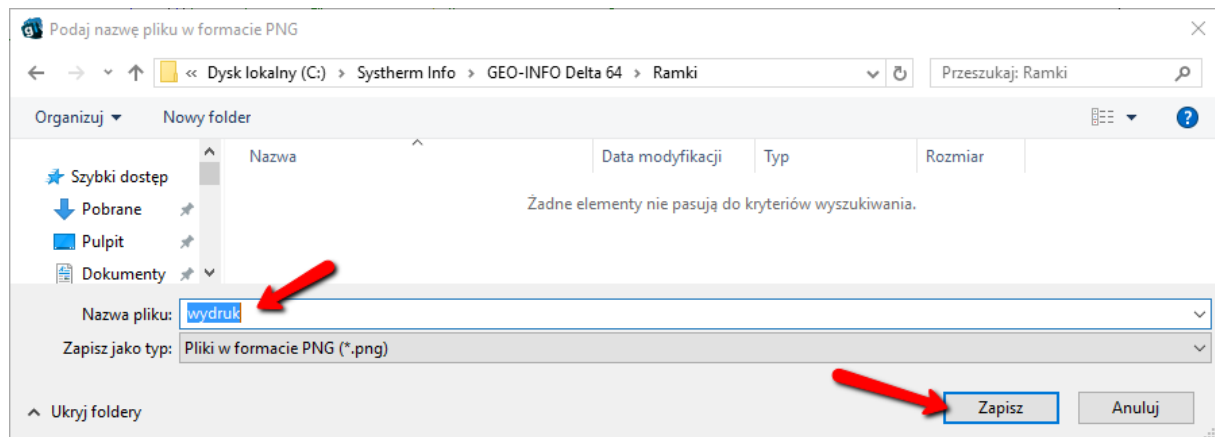 Podaj nazwę pliku w formacie PNG
« Dysk lokalny (C:) › Systherm Info › GEO-INFO Delta 64 › Ramki
Przeszukaj: Ramki
Organizuj
Nowy folder
Nazwa
Data modyfikacji
Typ
Rozmiar
Szybki dostęp
Pobrane
Pulpit
Dokumenty
Żadne elementy nie pasują do kryteriów wyszukiwania.
Nazwa pliku: wydruk
Zapisz jako typ: Pliki w formacie PNG (*.png)
Ukryj foldery
Zapisz
Anuluj